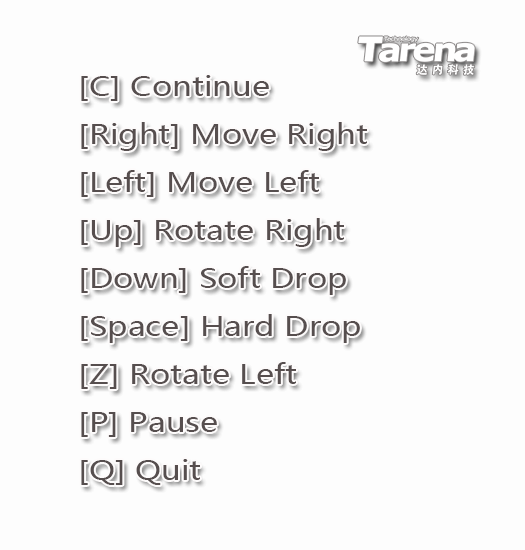 Technology
Tarena
达内科技
[C] Continue
[Right] Move Right
[Left] Move Left
[Up] Rotate Right
[Down] Soft Drop
[Space] Hard Drop
[Z] Rotate Left
[P] Pause
[Q] Quit